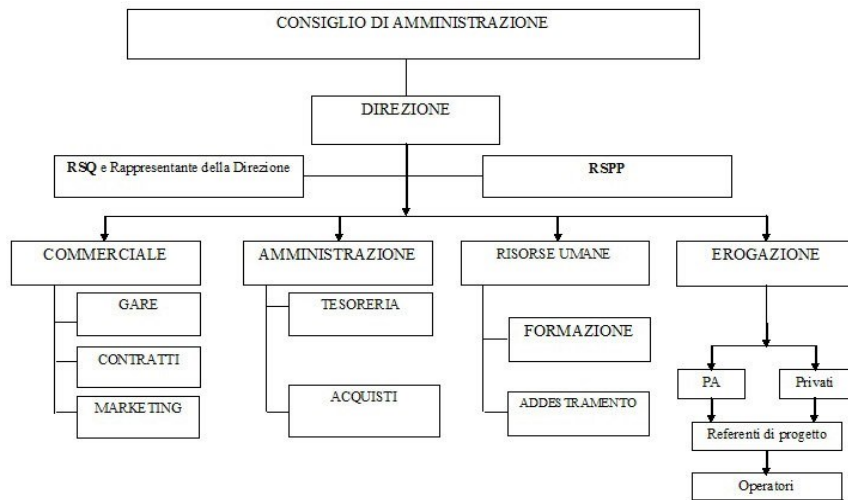 CONSIGLIO DI AMMINISTRAZIONE
DIREZIONE
RSQ e Rappresentante della Direzione
RSPP
COMMERCIALE
AMMINISTRAZIONE
RISORSE UMANE
EROGAZIONE
GARE
TESORERIA
FORMAZIONE
CONTRATTI
PA
Privati
MARKETING
ACQUISTI
ADDESTRAMENTO
Referenti di progetto
Operatori